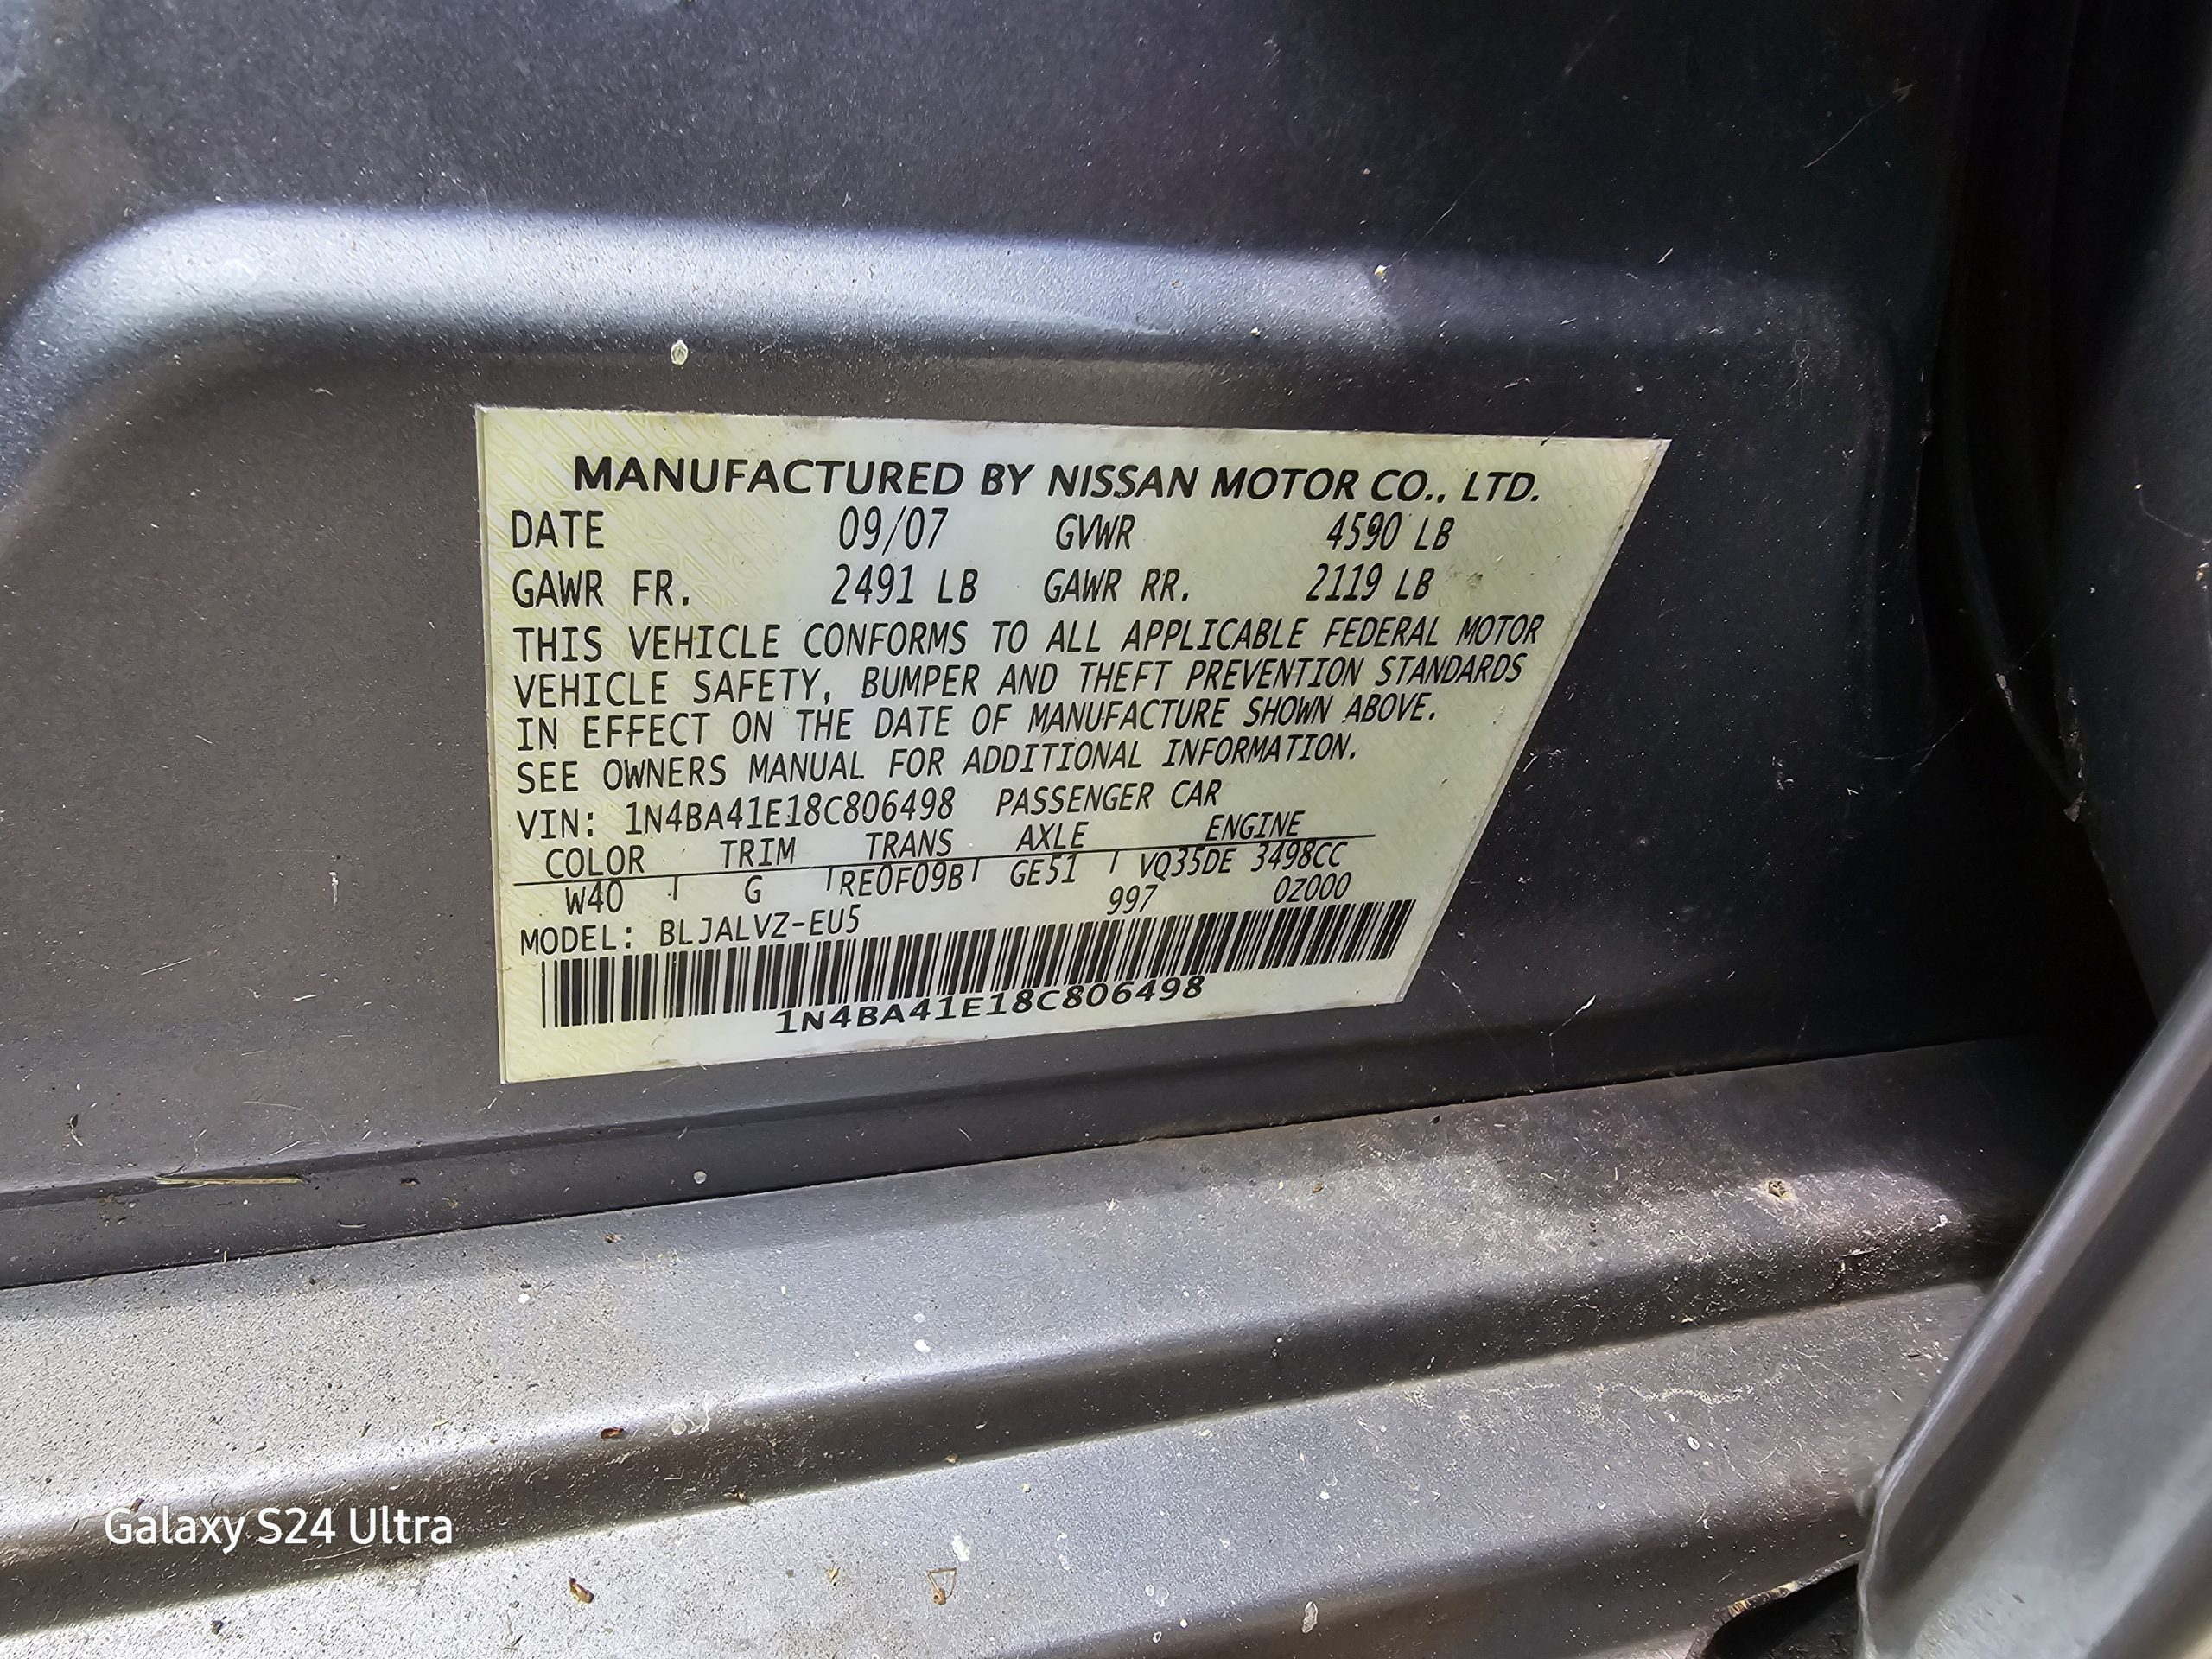 MANUFACTURED BY NISSAN MOTOR CO., LTD.
DATE 09/07 GVWR 4590 LB
GAWR FR. 2491 LB GAWR RR. 2119 LB
THIS VEHICLE CONFORMS TO ALL APPLICABLE FEDERAL MOTOR
VEHICLE SAFETY, BUMPER AND THEFT PREVENTION STANDARDS
IN EFFECT ON THE DATE OF MANUFACTURE SHOWN ABOVE.
SEE OWNERS MANUAL FOR ADDITIONAL INFORMATION.
VIN: 1N4BA41E18C806498 PASSENGER CAR
COLOR TRIM TRANS AXLE ENGINE
W40 G RE0F09B GE51 VQ35DE 3498CC
997 0Z000
MODEL: BLJALVZ-EU5
1N4BA41E18C806498
Galaxy S24 Ultra